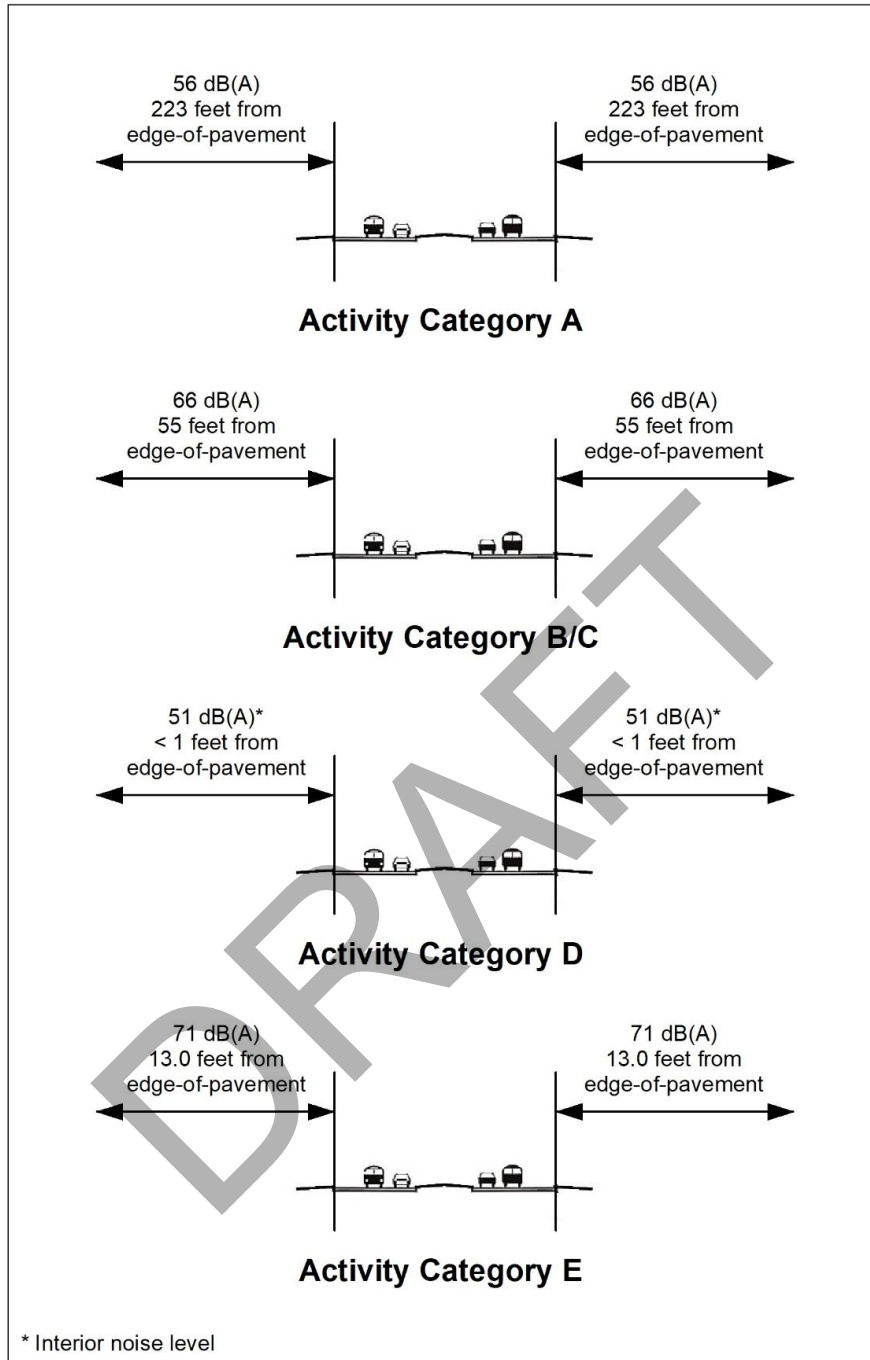 56 dB(A)
223 feet from
edge-of-pavement
56 dB(A)
223 feet from
edge-of-pavement
Activity Category A
66 dB(A)
55 feet from
edge-of-pavement
66 dB(A)
55 feet from
edge-of-pavement
Activity Category B/C
51 dB(A)*
< 1 feet from
edge-of-pavement
51 dB(A)*
< 1 feet from
edge-of-pavement
Activity Category D
71 dB(A)
13.0 feet from
edge-of-pavement
71 dB(A)
13.0 feet from
edge-of-pavement
Activity Category E
* Interior noise level
DRAFT